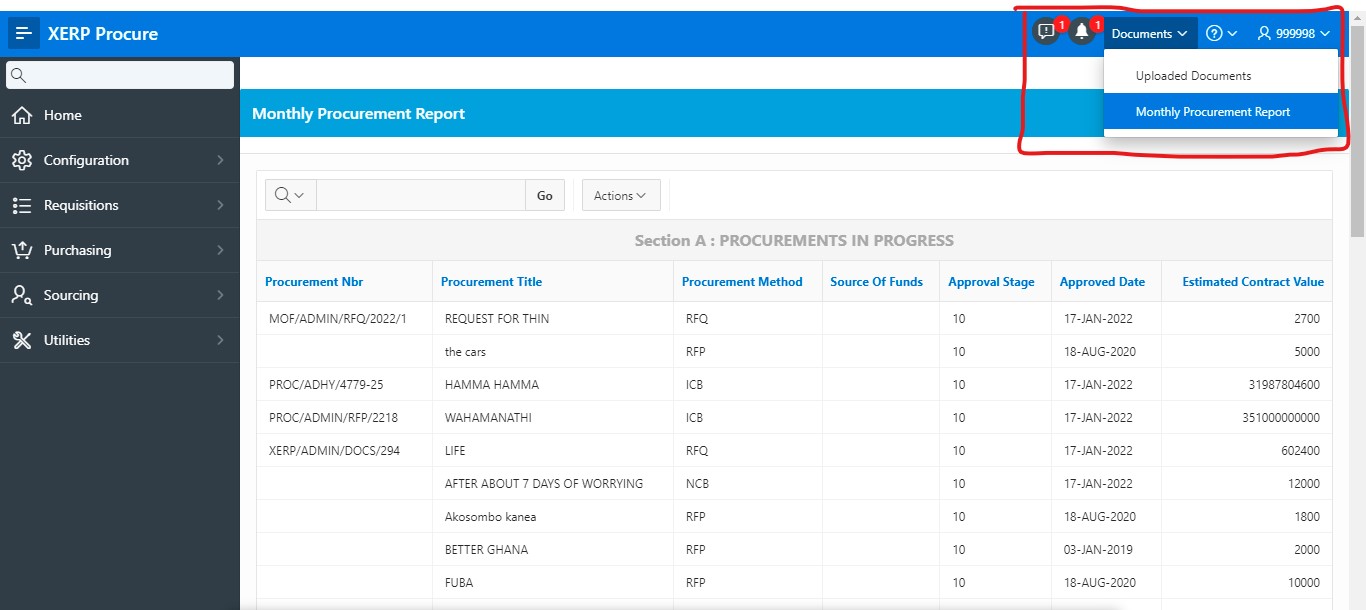 XERP Procure
1
1
Documents
999998
Uploaded Documents
Monthly Procurement Report
Home
Configuration
Requisitions
Purchasing
Sourcing
Utilities
Monthly Procurement Report
Go
Actions
Section A : PROCUREMENTS IN PROGRESS
Procurement Nbr Procurement Title Procurement Method Source Of Funds Approval Stage Approved Date Estimated Contract Value
MOF/ADMIN/RFQ/2022/1 REQUEST FOR THIN RFQ 10 17-JAN-2022 2700
the cars RFP 10 18-AUG-2020 5000
PROC/ADHY/4779-25 HAMMA HAMMA ICB 10 17-JAN-2022 31987804600
PROC/ADMIN/RFP/2218 WAHAMANATHI ICB 10 17-JAN-2022 351000000000
XERP/ADMIN/DOCS/294 LIFE RFQ 10 17-JAN-2022 602400
AFTER ABOUT 7 DAYS OF WORRYING NCB 10 17-JAN-2022 12000
Akosombo kanea RFP 10 18-AUG-2020 1800
BETTER GHANA RFP 10 03-JAN-2019 2000
FUBA RFP 10 18-AUG-2020 10000